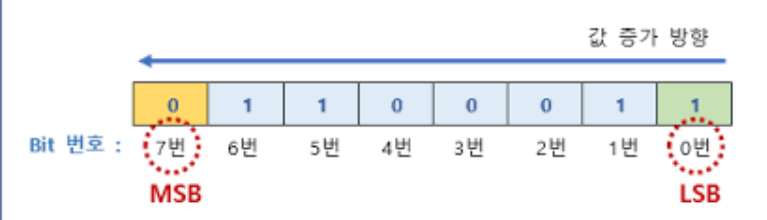 값 증가 방향
0 1 1 0 0 0 1 1
Bit 번호 : 7번 6번 5번 4번 3번 2번 1번 0번
MSB LSB